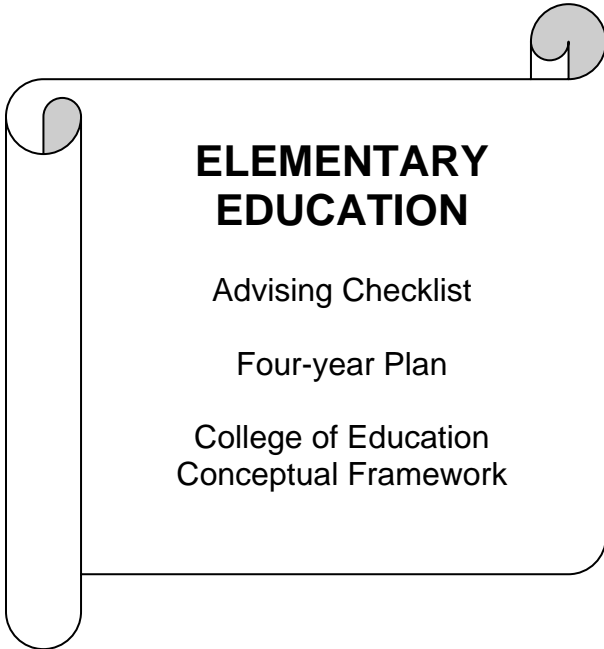 ELEMENTARY
EDUCATION
Advising Checklist
Four-year Plan
College of Education
Conceptual Framework